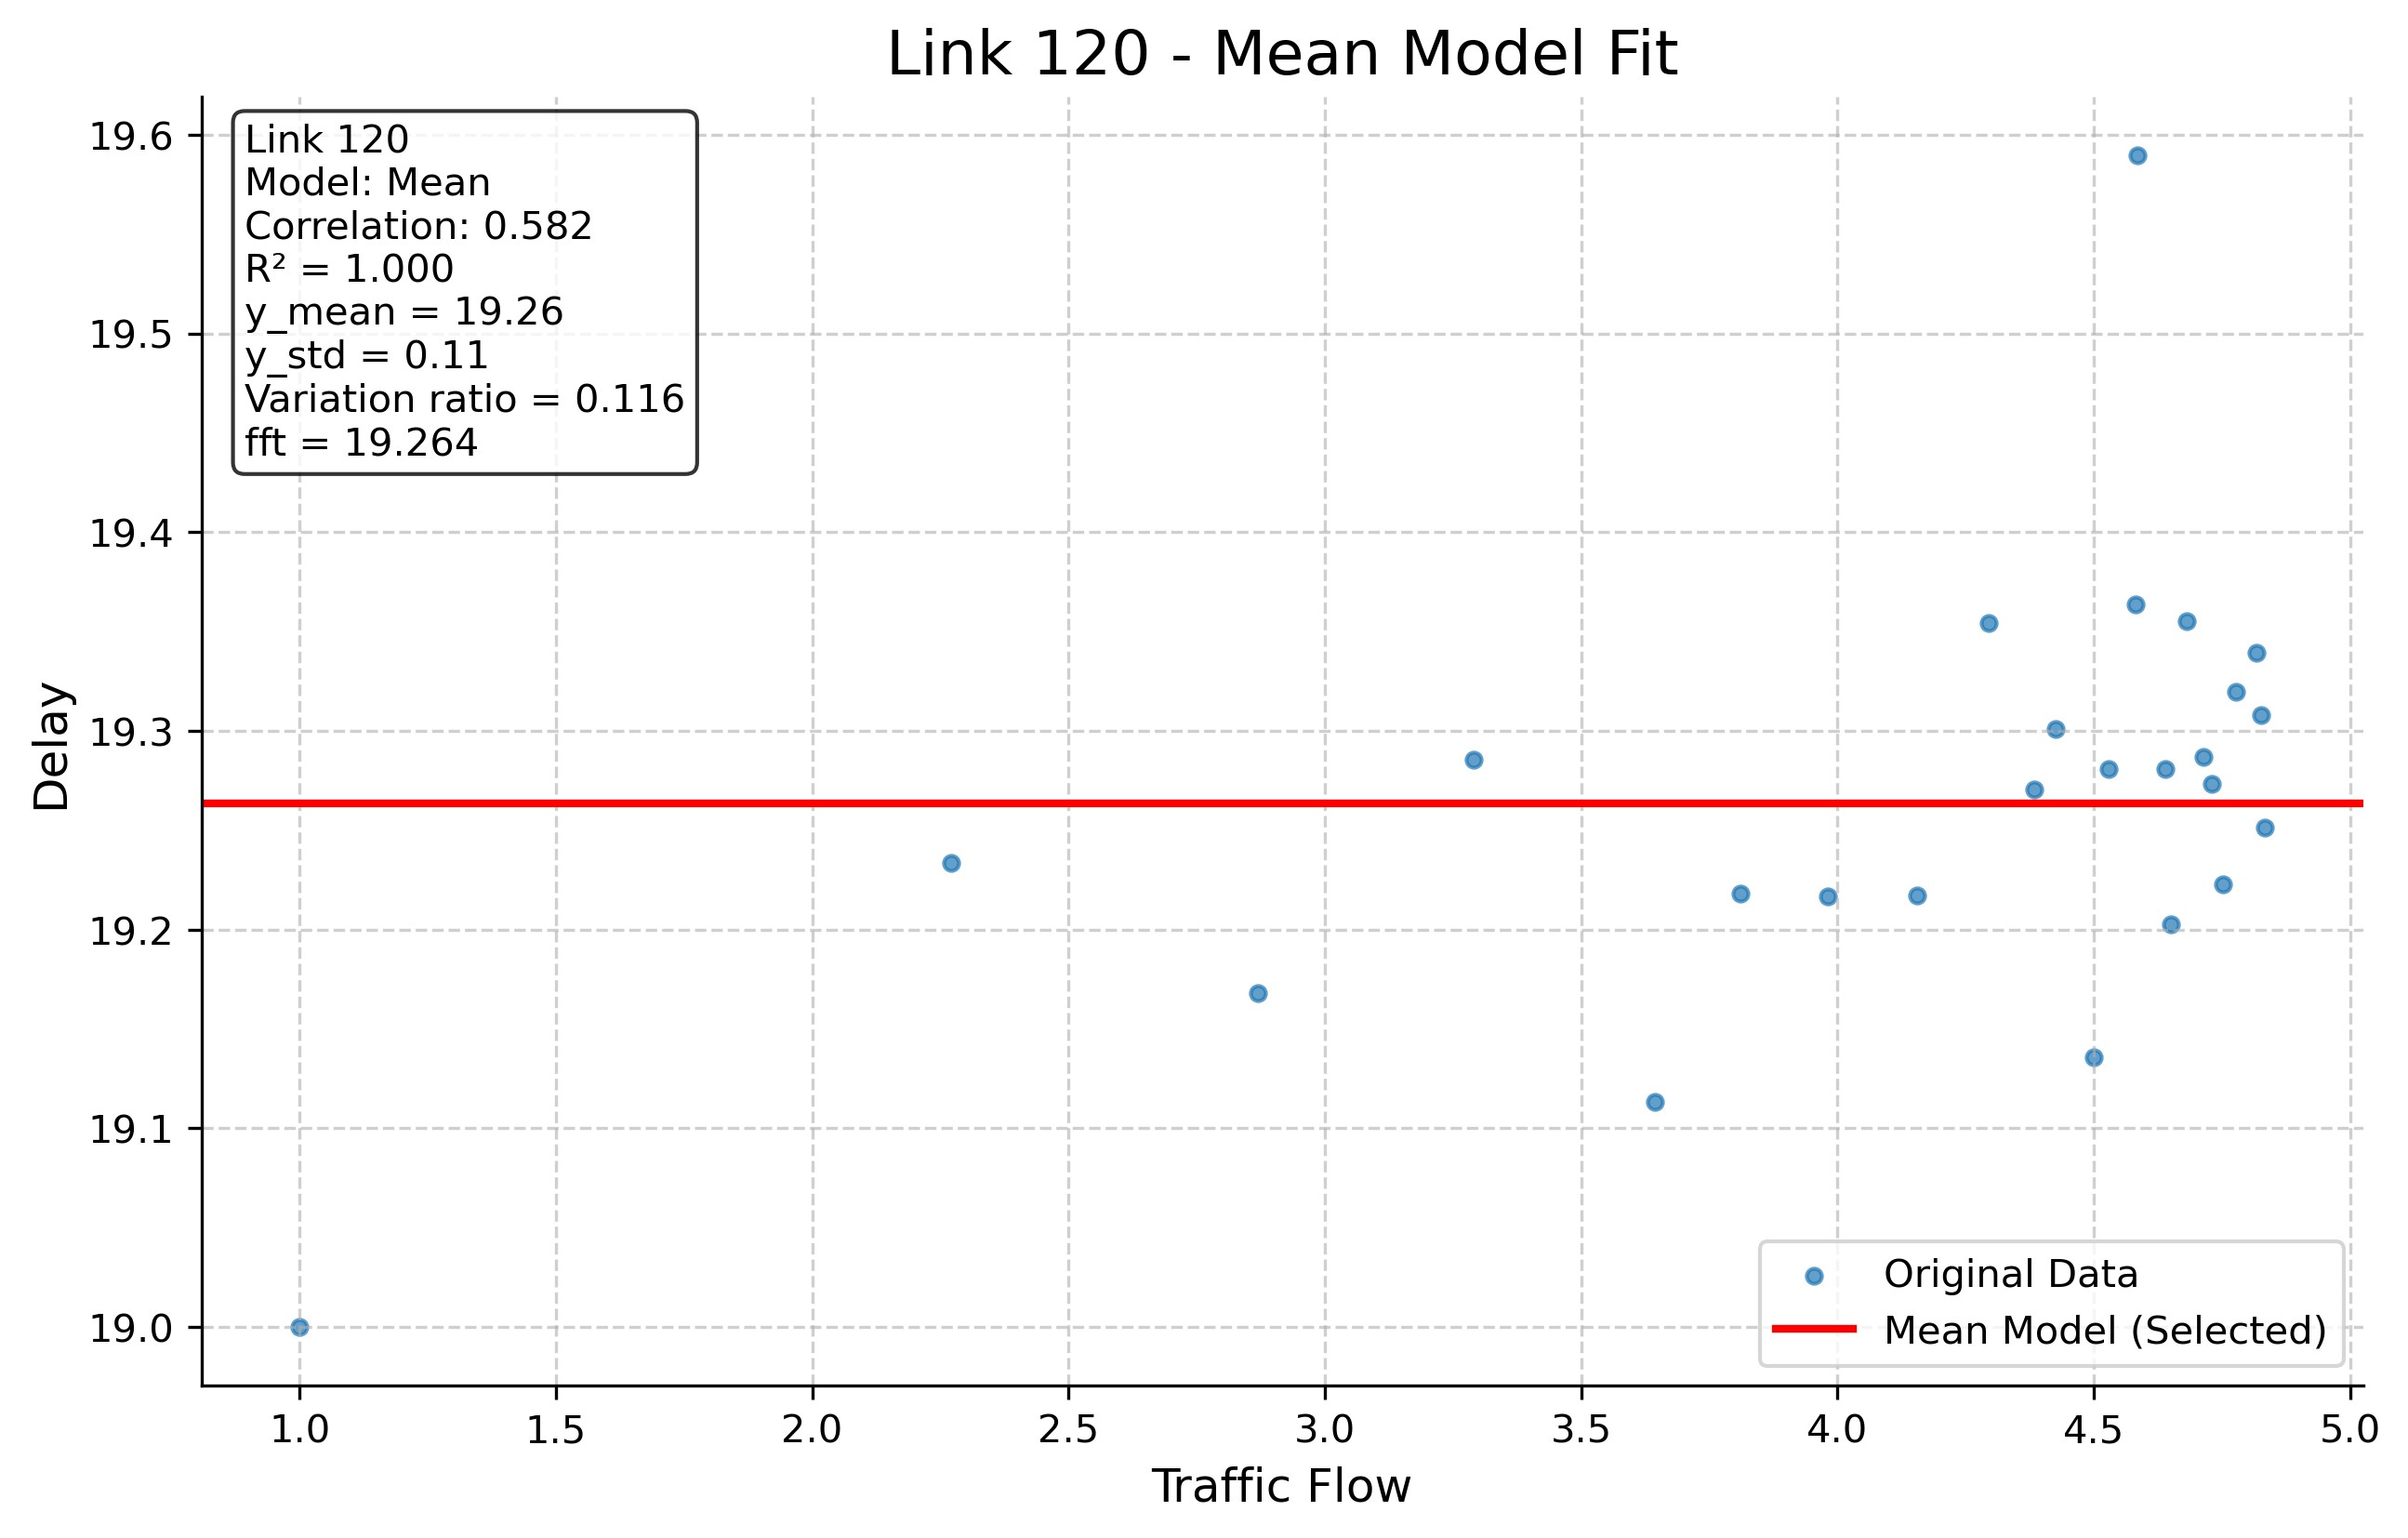 Link 120 - Mean Model Fit
Link 120
Model: Mean
Correlation: 0.582
R² = 1.000
y_mean = 19.26
y_std = 0.11
Variation ratio = 0.116
fft = 19.264
19.6
19.5
19.4
19.3
19.2
19.1
19.0
Delay
Original Data
Mean Model (Selected)
1.0 1.5 2.0 2.5 3.0 3.5 4.0 4.5 5.0
Traffic Flow